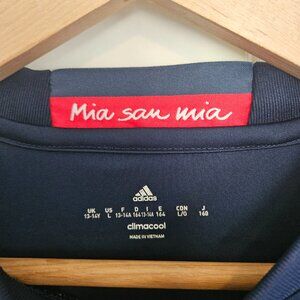 Mia san mia
adidas
UK US F D I E CDN J
13-14Y L 13-14A 164 13-14A 164 L/G 160
climacool
MADE IN VIETNAM